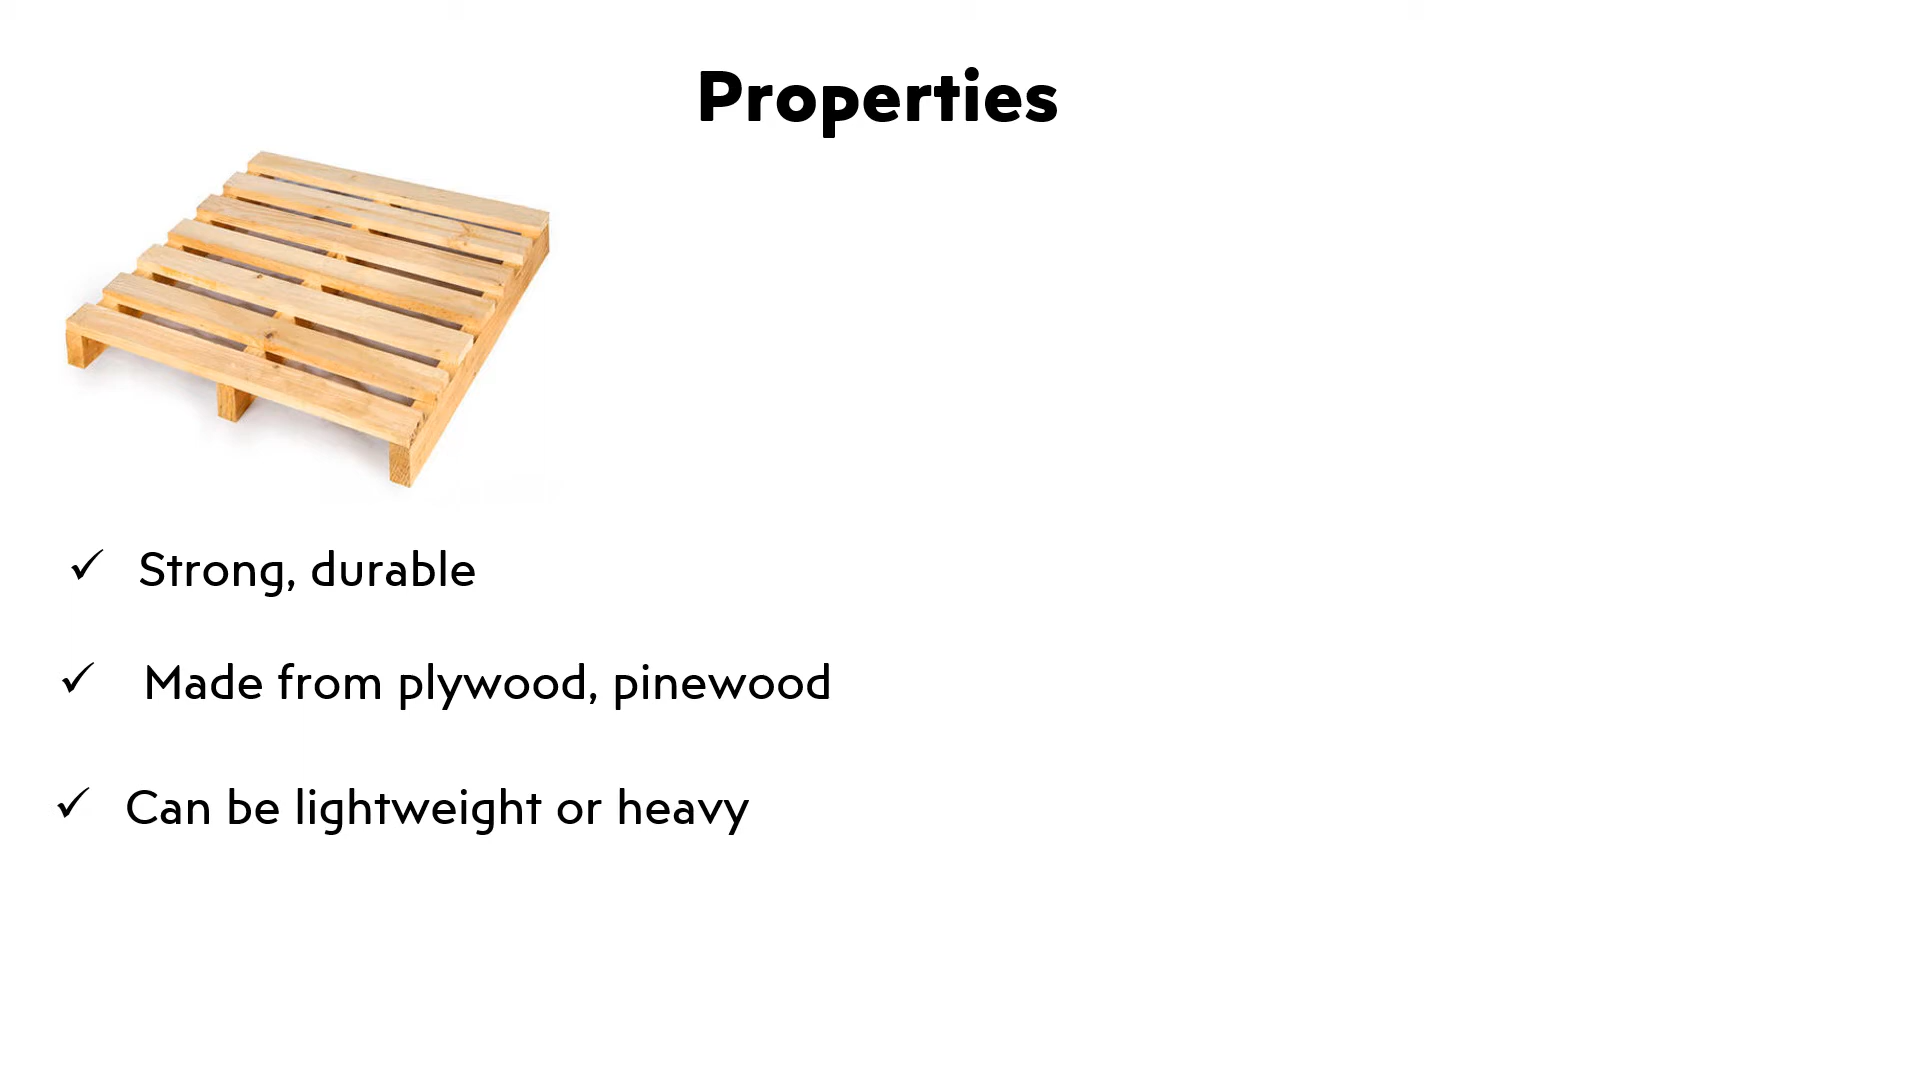 Properties
✓ Strong, durable
✓ Made from plywood, pinewood
✓ Can be lightweight or heavy